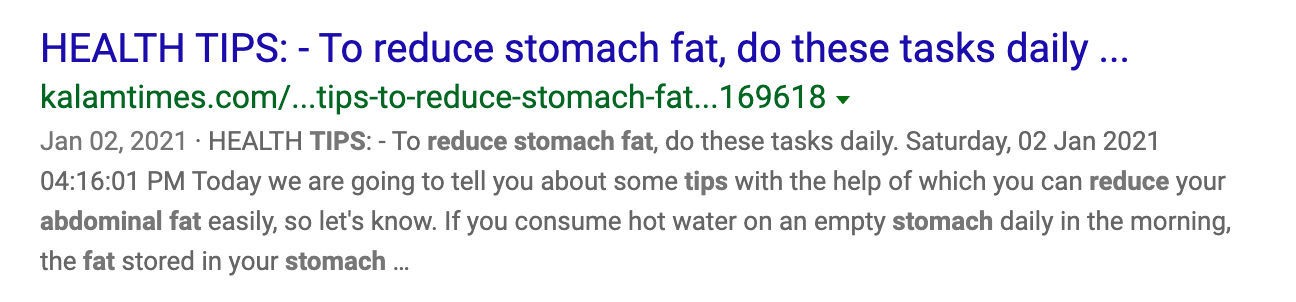 HEALTH TIPS: - To reduce stomach fat, do these tasks daily ...
kalamtimes.com/...tips-to-reduce-stomach-fat...169618
Jan 02, 2021 · HEALTH TIPS: - To reduce stomach fat, do these tasks daily. Saturday, 02 Jan 2021
04:16:01 PM Today we are going to tell you about some tips with the help of which you can reduce your
abdominal fat easily, so let's know. If you consume hot water on an empty stomach daily in the morning,
the fat stored in your stomach …